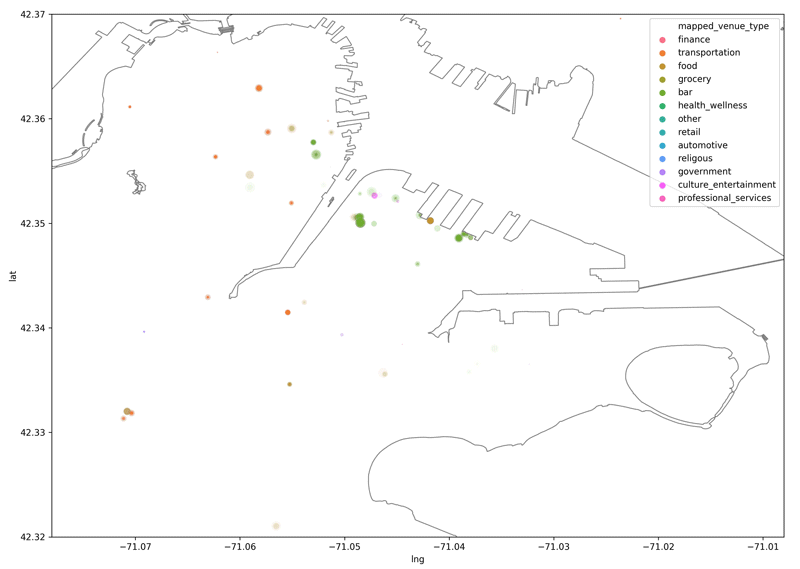 42.37
42.36
42.35
42.34
42.33
42.32
lat
−71.07
−71.06
−71.05
−71.04
−71.03
−71.02
−71.01
lng
mapped_venue_type
finance
transportation
food
grocery
bar
health_wellness
other
retail
automotive
religous
government
culture_entertainment
professional_services